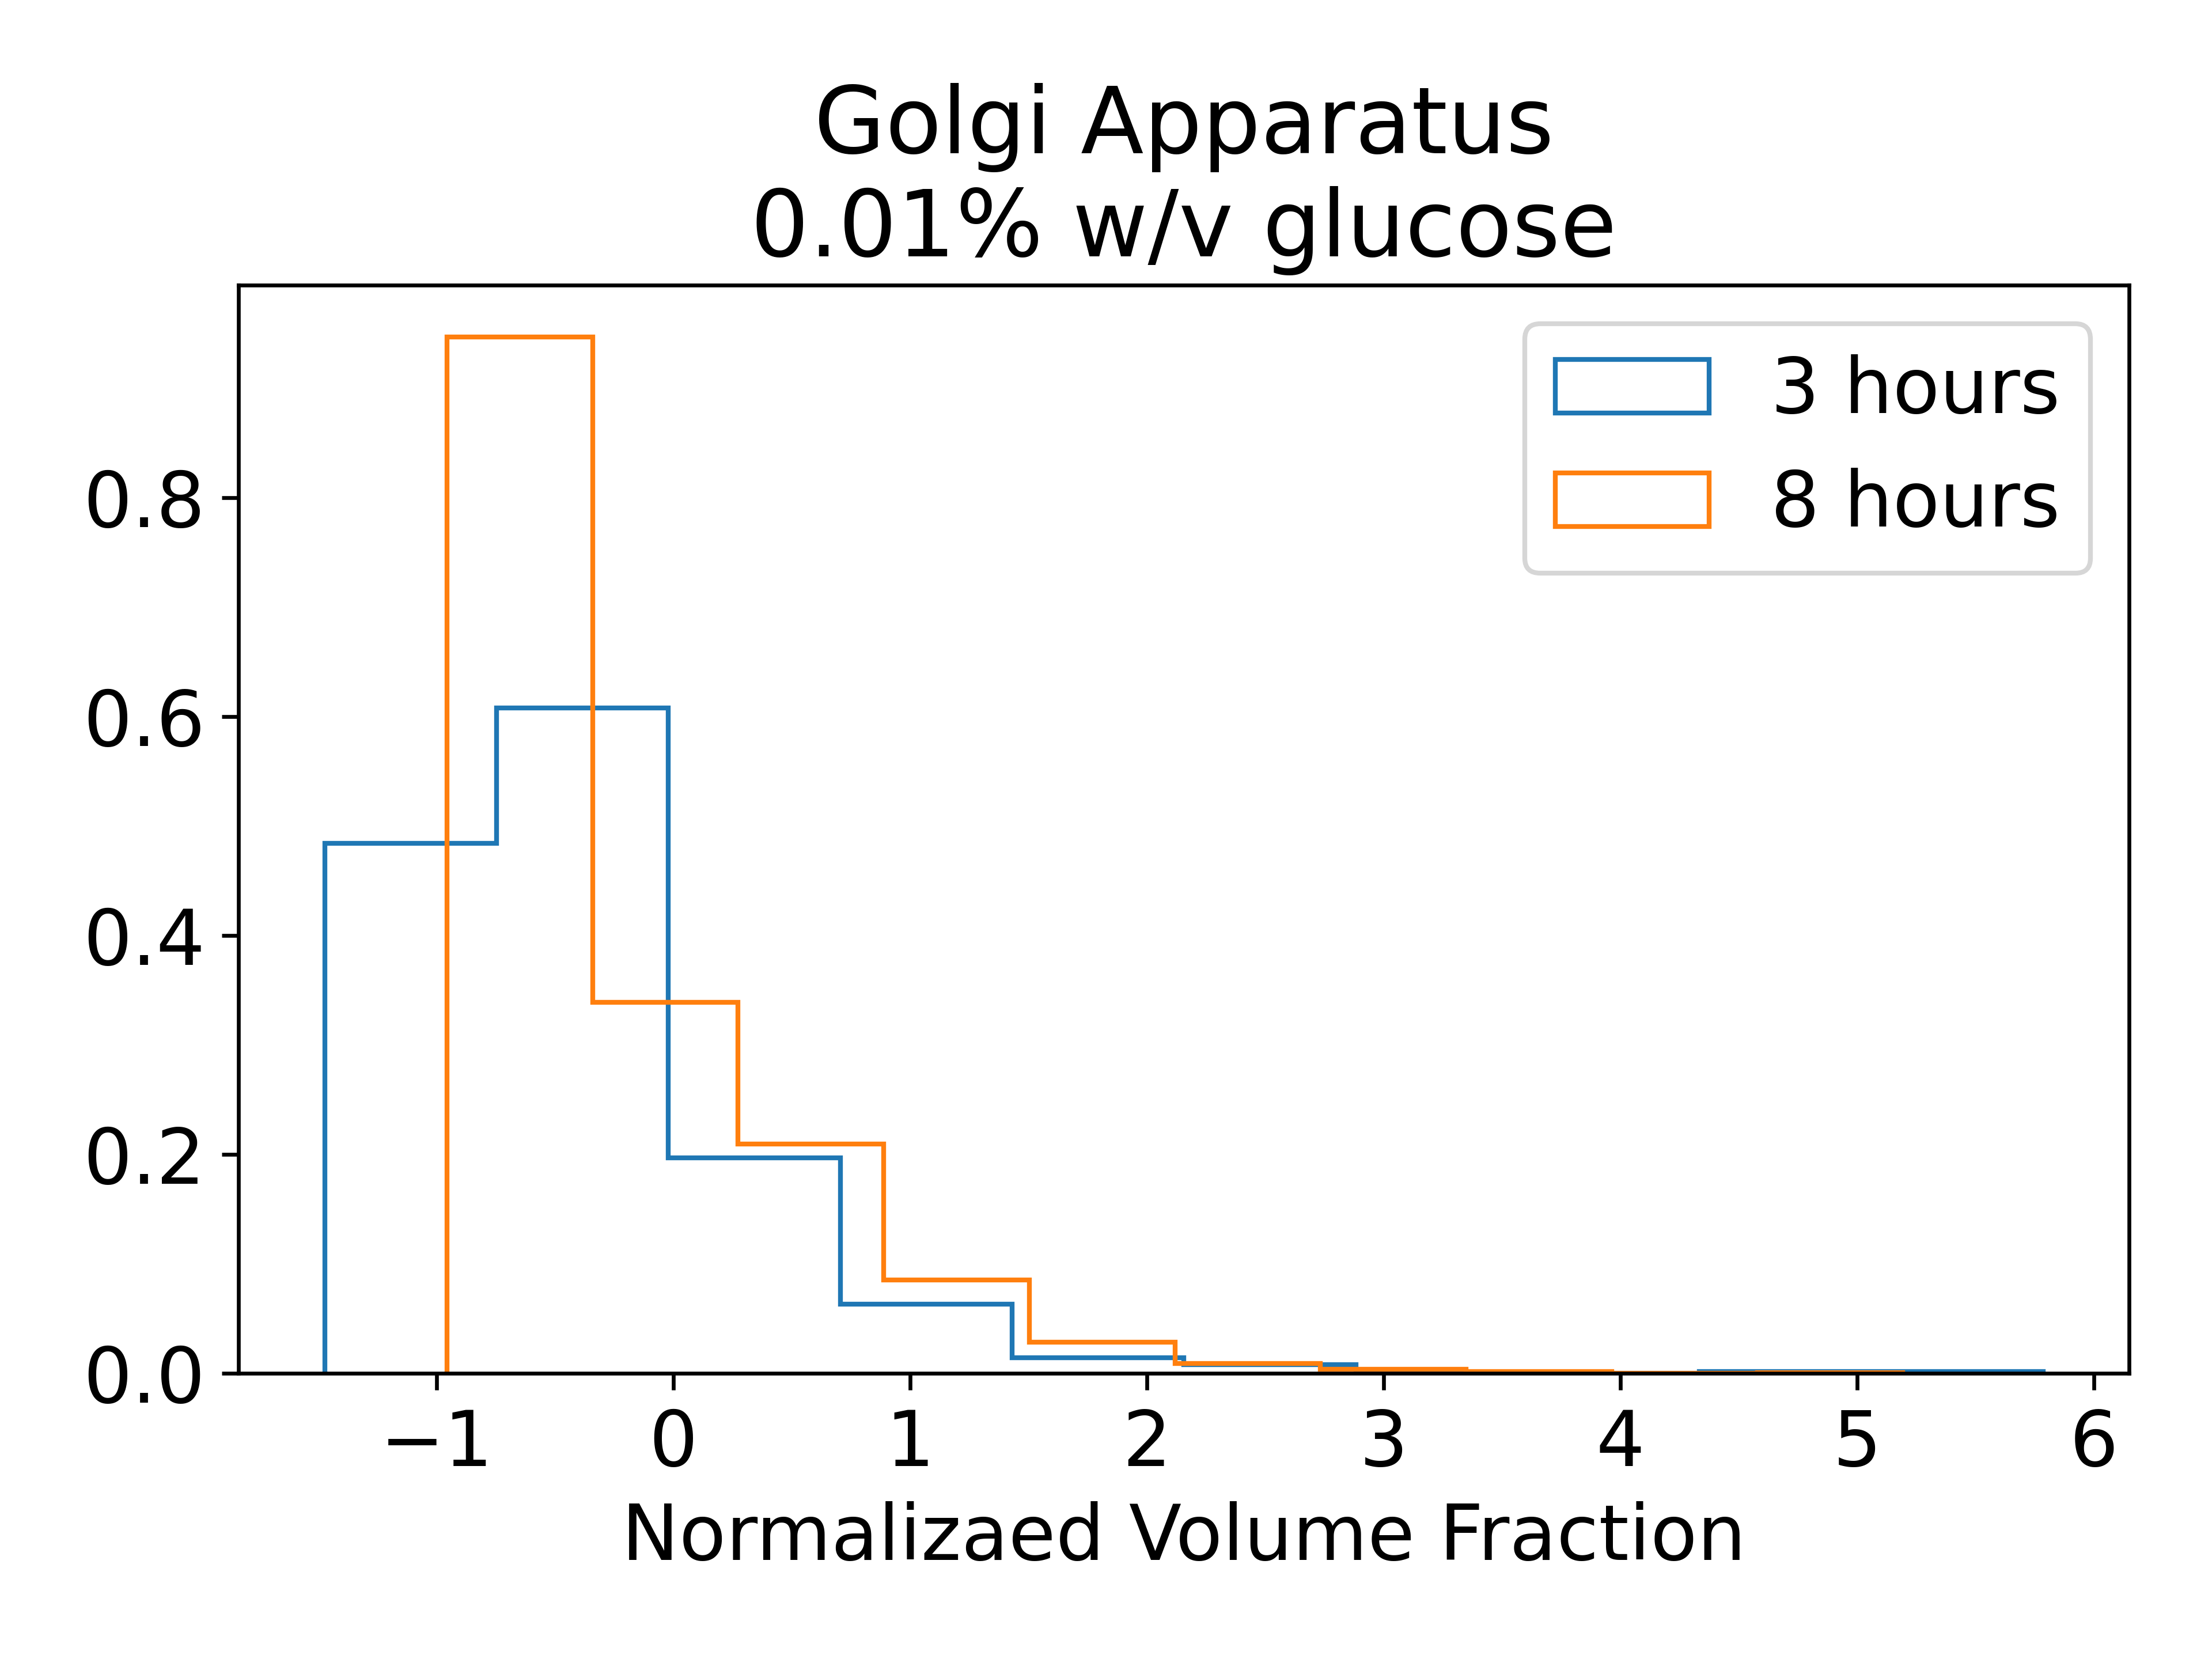 Golgi Apparatus
0.01% w/v glucose
3 hours
8 hours
0.8
0.6
0.4
0.2
0.0
−1 0 1 2 3 4 5 6
Normalizaed Volume Fraction